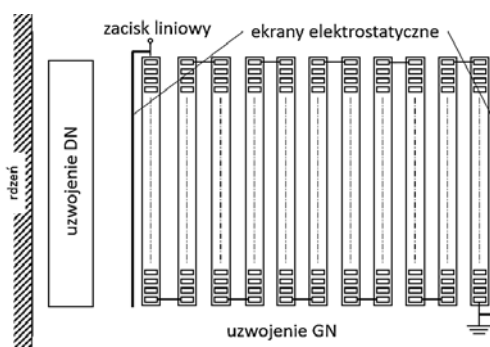 zacisk liniowy
ekrany elektrostatyczne
rdzeń
uzwojenie DN
uzwojenie GN